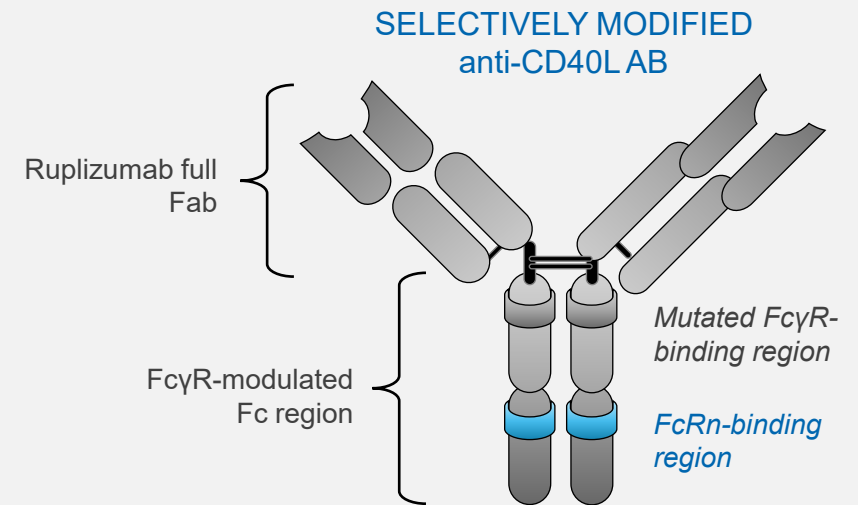 SELECTIVELY MODIFIED
anti-CD40L AB
Ruplizumab full
Fab
Mutated FcγR-
binding region
FcγR-modulated
Fc region
FcRn-binding
region